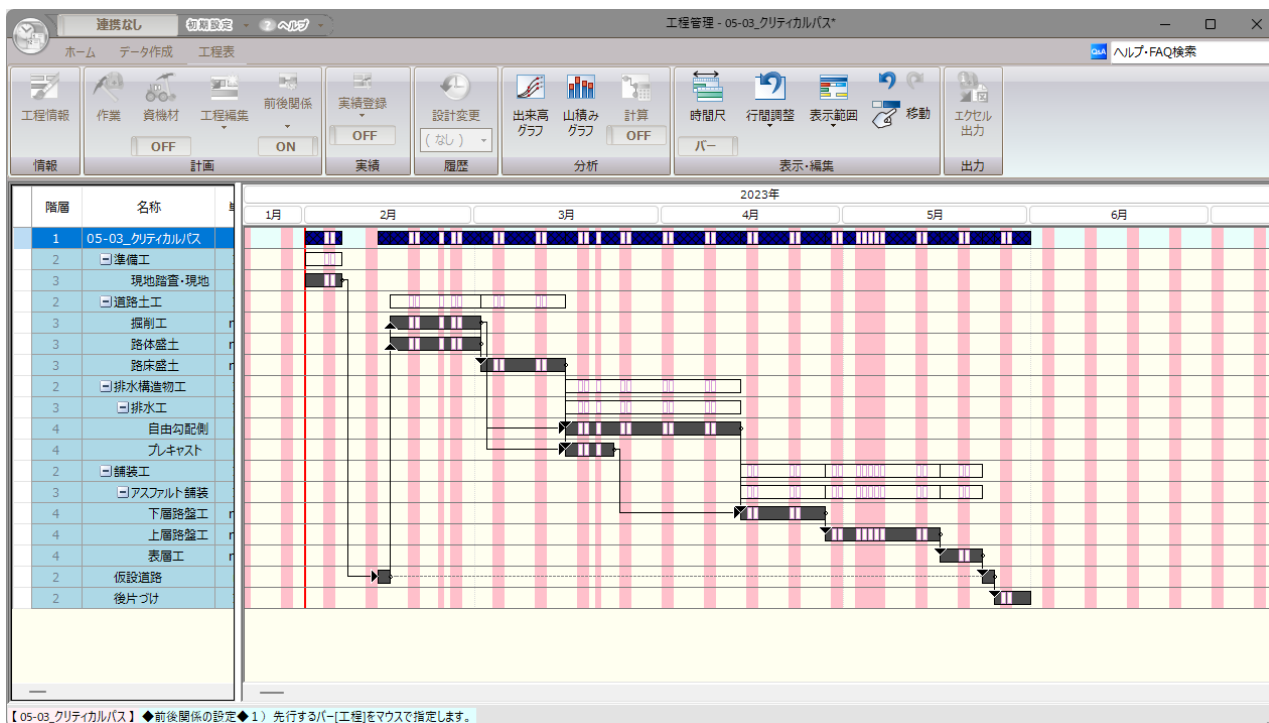 連携なし 初期設定 ヘルプ 工程管理 - 05-03_クリティカルパス*
ホーム データ作成 工程表 Q&A ヘルプ・FAQ検索
工程情報 作業 資機材 工程編集 前後関係 実績登録 設計変更 出来高グラフ 山積みグラフ 計算 時間尺 行間調整 表示範囲 移動 エクセル出力
OFF ON OFF (なし) OFF バー
情報 計画 実績 履歴 分析 表示・編集 出力
階層 名称 2023年
1月 2月 3月 4月 5月 6月
1 05-03_クリティカルパス
2 準備工
3 現地踏査・現地
2 道路土工
3 掘削工
3 路体盛土
3 路床盛土
2 排水構造物工
3 排水工
4 自由勾配側
4 プレキャスト
2 舗装工
3 アスファルト舗装
4 下層路盤工
4 上層路盤工
4 表層工
2 仮設道路
2 後片づけ
【05-03_クリティカルパス】 ◆前後関係の設定◆1）先行するバー[工程]をマウスで指定します。